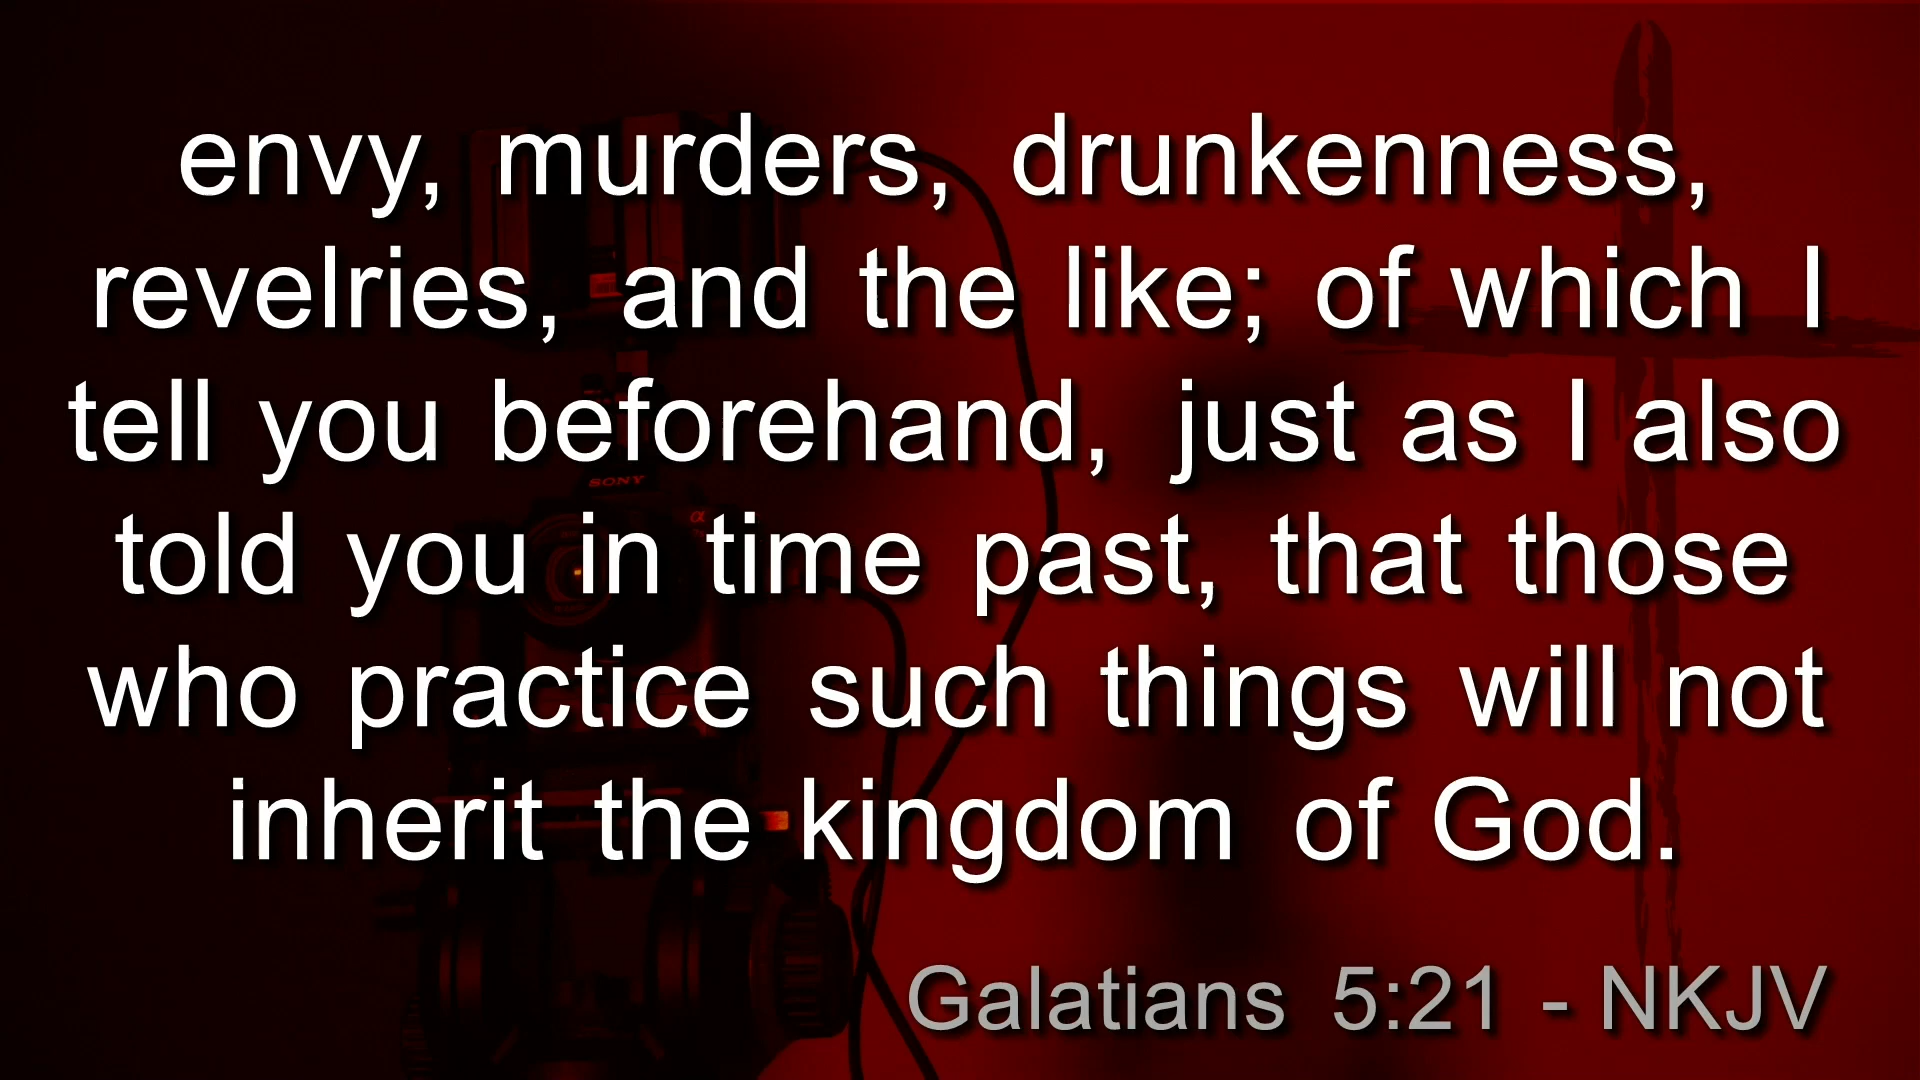 envy, murders, drunkenness,
revelries, and the like; of which I
tell you beforehand, just as I also
told you in time past, that those
who practice such things will not
inherit the kingdom of God.
Galatians 5:21 - NKJV
SONY
α